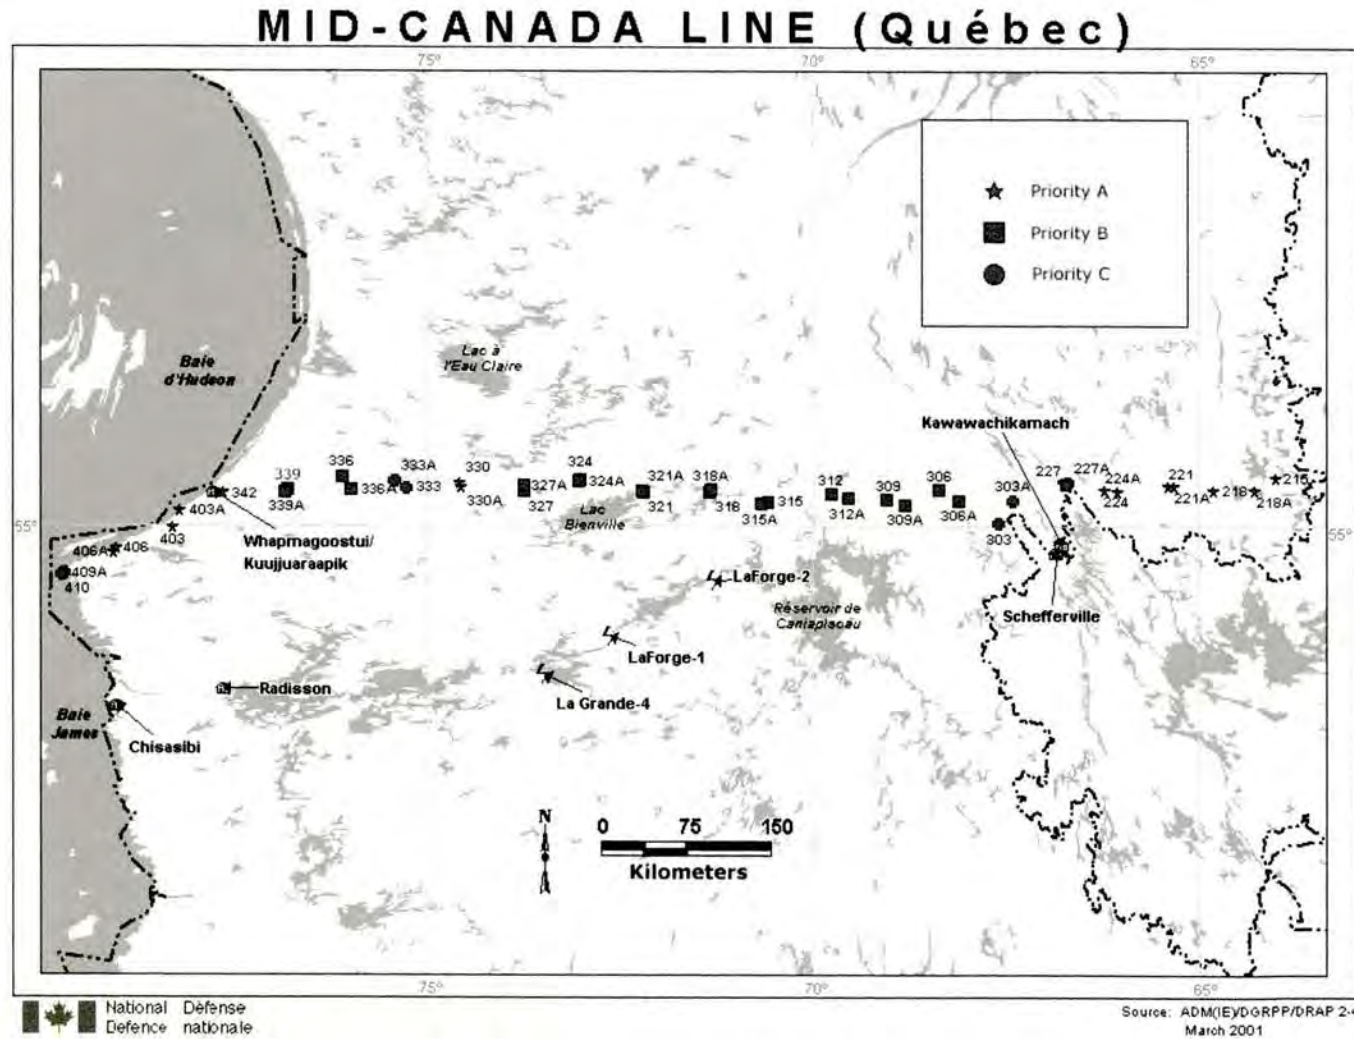 MID-CANADA LINE (Québec)
75°
70°
65°
Priority A
Priority B
Priority C
Baie
d'Hudson
Lac à
l'Eau Claire
Kawawachikamach
336
333A
330
324
339
336A
333
330A
327A
327
324A
321A
321
318A
318
315
315A
312
312A
309
309A
306
306A
303A
303
227
227A
224A
224
221
221A
218
218A
215
342
339A
403A
403
55°
55°
406A
406
409A
410
Whapmagoostui/
Kuujjuaraapik
Lac
Bienville
LaForge-2
Réservoir de
Caniapiscau
Schefferville
LaForge-1
Radisson
La Grande-4
Baie
James
Chisasibi
N
0 75 150
Kilometers
75°
70°
65°
National Défense
Defence nationale
Source: ADM(IE)/DGRPP/DRAP 2-4
March 2001